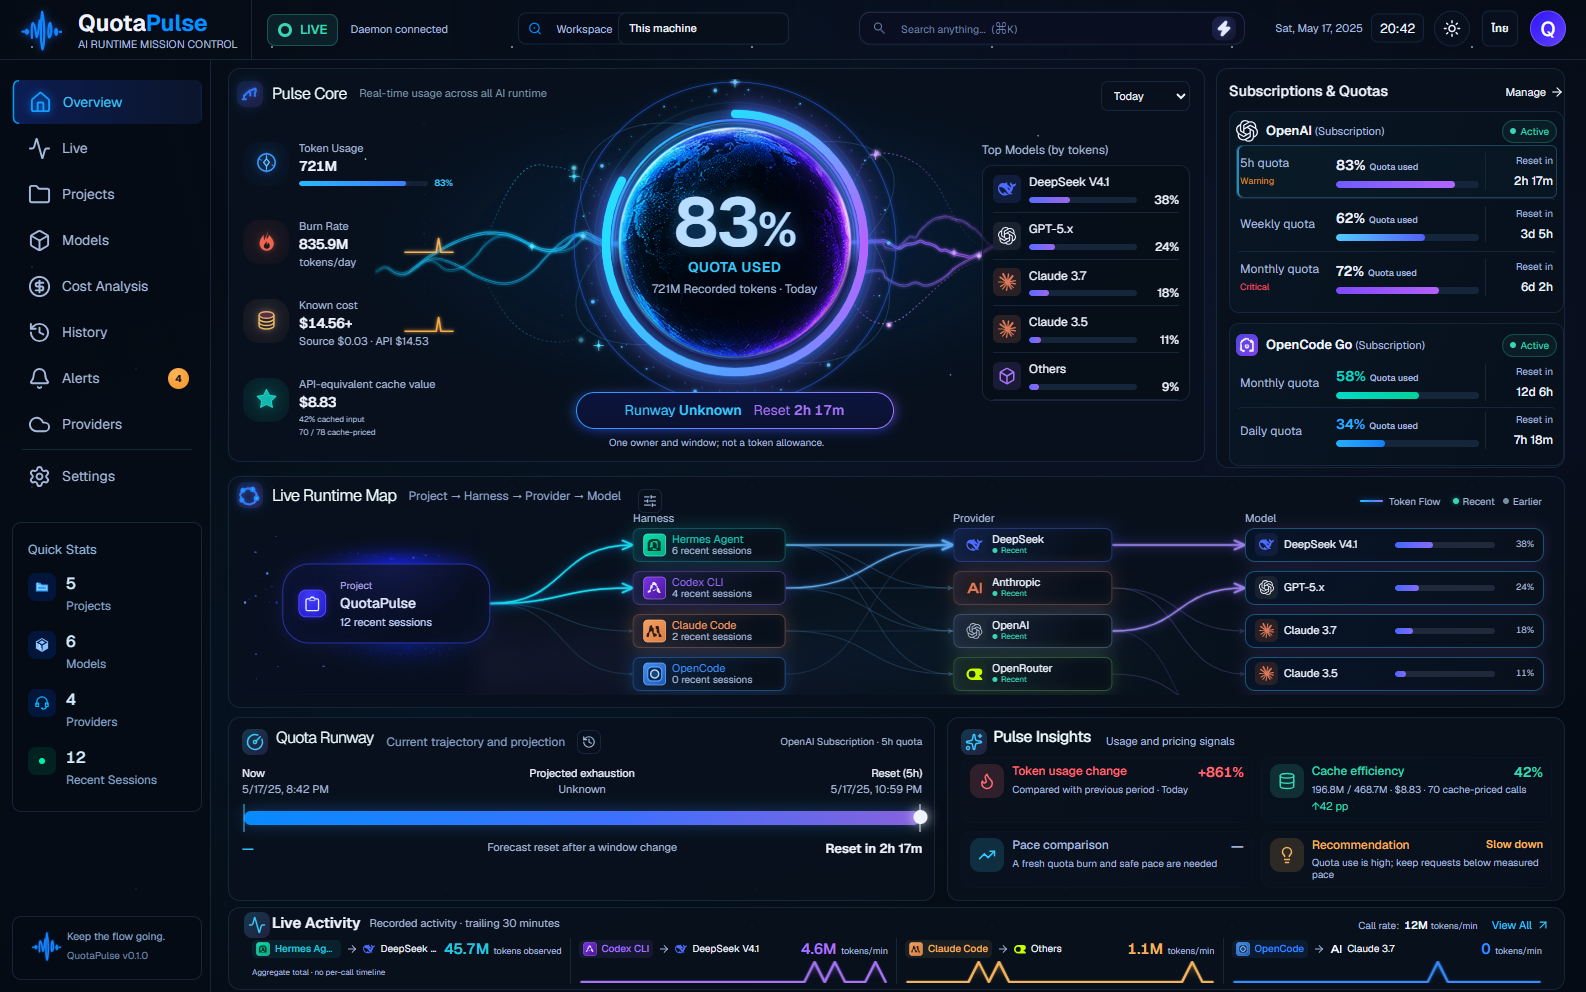 QuotaPulse
AI RUNTIME MISSION CONTROL
LIVE
Daemon connected
Workspace
This machine
Search anything... (⌘K)
Sat, May 17, 2025
20:42
ไทย
Q
Overview
Live
Projects
Models
Cost Analysis
History
Alerts
4
Providers
Settings
Quick Stats
5
Projects
6
Models
4
Providers
12
Recent Sessions
Keep the flow going.
QuotaPulse v0.1.0
Pulse Core
Real-time usage across all AI runtime
Today
Token Usage
721M
83%
Burn Rate
835.9M
tokens/day
Known cost
$14.56+
Source $0.03 · API $14.53
API-equivalent cache value
$8.83
42% cached input
70 / 78 cache-priced
83%
QUOTA USED
721M Recorded tokens · Today
Runway Unknown Reset 2h 17m
One owner and window; not a token allowance.
Top Models (by tokens)
DeepSeek V4.1
38%
GPT-5.x
24%
Claude 3.7
18%
Claude 3.5
11%
Others
9%
Subscriptions & Quotas
Manage →
OpenAI (Subscription)
Active
5h quota
Warning
83% Quota used
Reset in
2h 17m
Weekly quota
62% Quota used
Reset in
3d 5h
Monthly quota
Critical
72% Quota used
Reset in
6d 2h
OpenCode Go (Subscription)
Active
Monthly quota
58% Quota used
Reset in
12d 6h
Daily quota
34% Quota used
Reset in
7h 18m
Live Runtime Map
Project → Harness → Provider → Model
Token Flow
Recent
Earlier
Project
QuotaPulse
12 recent sessions
Harness
Hermes Agent
6 recent sessions
Codex CLI
4 recent sessions
Claude Code
2 recent sessions
OpenCode
0 recent sessions
Provider
DeepSeek
Recent
AI
Anthropic
Recent
OpenAI
Recent
OpenRouter
Recent
Model
DeepSeek V4.1
38%
GPT-5.x
24%
Claude 3.7
18%
Claude 3.5
11%
Quota Runway
Current trajectory and projection
OpenAI Subscription · 5h quota
Now
5/17/25, 8:42 PM
Projected exhaustion
Unknown
Reset (5h)
5/17/25, 10:59 PM
—
Forecast reset after a window change
Reset in 2h 17m
Pulse Insights
Usage and pricing signals
Token usage change
+861%
Compared with previous period · Today
Cache efficiency
42%
196.8M / 468.7M · $8.83 · 70 cache-priced calls
↑42 pp
Pace comparison
—
A fresh quota burn and safe pace are needed
Recommendation
Slow down
Quota use is high; keep requests below measured
pace
Live Activity
Recorded activity · trailing 30 minutes
Call rate: 12M tokens/min
View All ↗
Hermes Ag... → DeepSeek ... 45.7M tokens observed
Aggregate total · no per-call timeline
Codex CLI → DeepSeek V4.1 4.6M tokens/min
Claude Code → Others 1.1M tokens/min
OpenCode → AI Claude 3.7 0 tokens/min